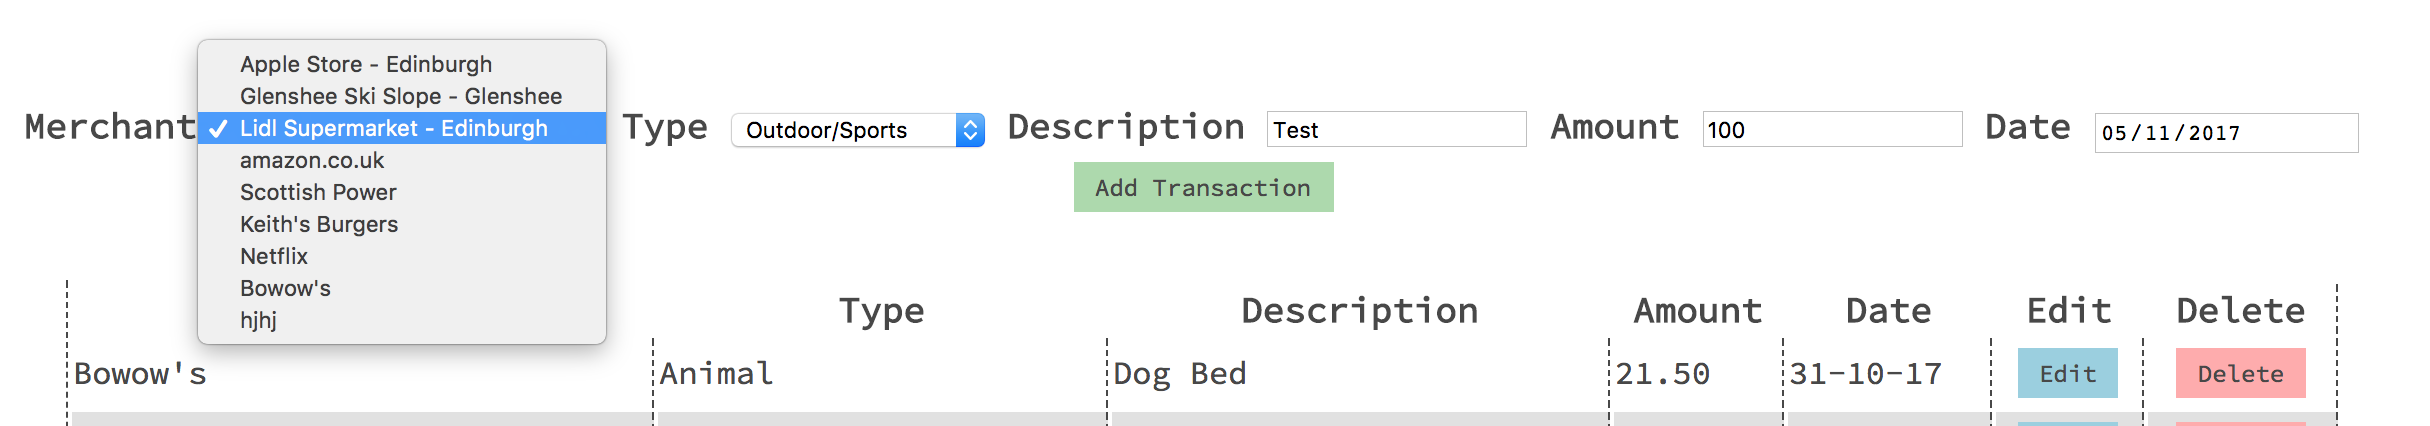 Apple Store - Edinburgh
Glenshee Ski Slope - Glenshee
Merchant ✓ Lidl Supermarket - Edinburgh Type Outdoor/Sports Description Test Amount 100 Date 05/11/2017
amazon.co.uk
Scottish Power Add Transaction
Keith's Burgers
Netflix
Bowow's
hjhj
Type Description Amount Date Edit Delete
Bowow's Animal Dog Bed 21.50 31-10-17 Edit Delete